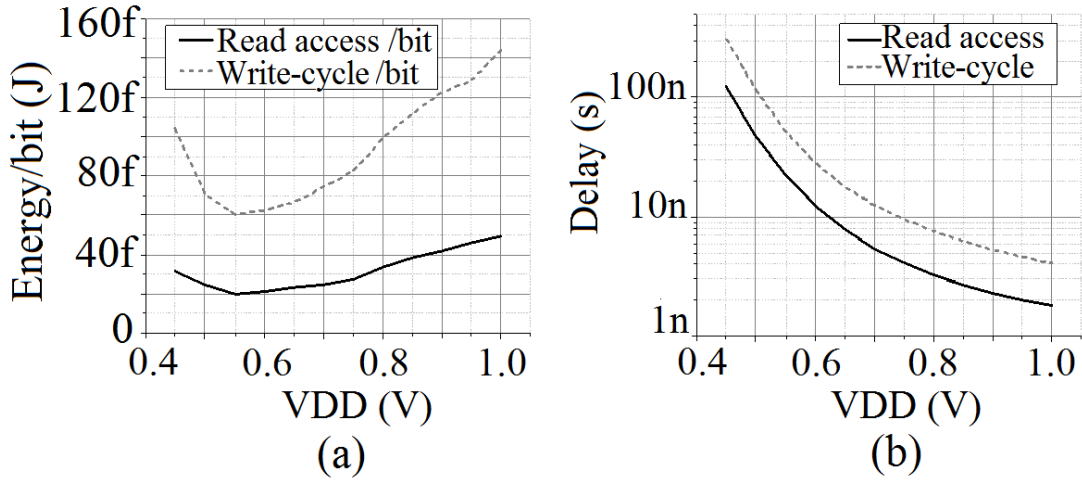 160f
120f
80f
40f
0
Energy/bit (J)
Read access /bit
Write-cycle /bit
0.4
0.6
0.8
1.0
VDD (V)
(a)
100n
10n
1n
Delay (s)
Read access
Write-cycle
0.4
0.6
0.8
1.0
VDD (V)
(b)